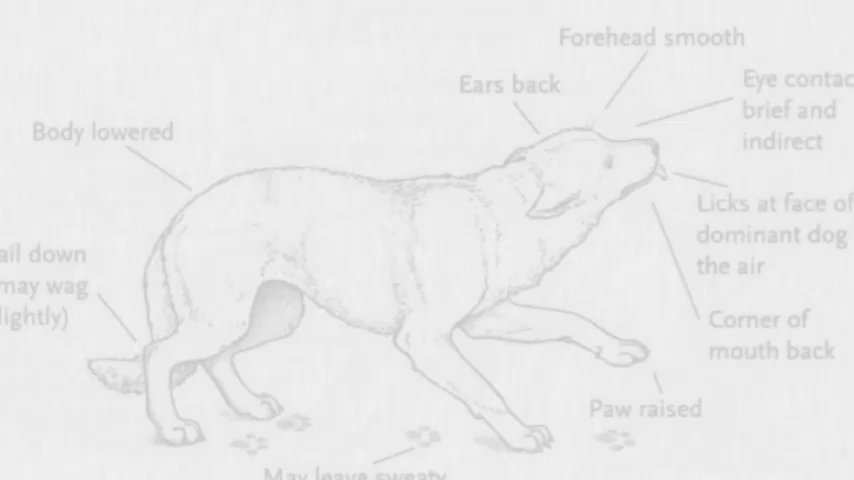 Forehead smooth
Ears back
Eye contac
brief and
indirect
Body lowered
Licks at face of
dominant dog
the air
ail down
may wag
lightly)
Corner of
mouth back
Paw raised
May leave sweaty